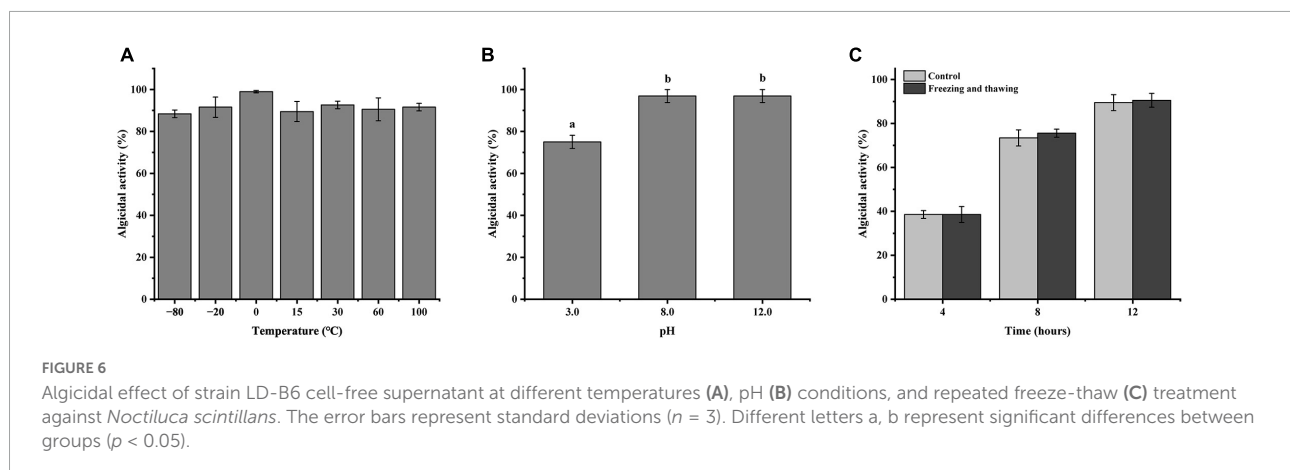 A
B
C
100
80
60
40
20
0
Algicidal activity (%)
−80 −20 0 15 30 60 100
Temperature (°C)
100
80
60
40
20
0
Algicidal activity (%)
a
b
b
3.0 8.0 12.0
pH
Control
Freezing and thawing
100
80
60
40
20
0
Algicidal activity (%)
4 8 12
Time (hours)
FIGURE 6
Algicidal effect of strain LD-B6 cell-free supernatant at different temperatures (A), pH (B) conditions, and repeated freeze-thaw (C) treatment
against Noctiluca scintillans. The error bars represent standard deviations (n = 3). Different letters a, b represent significant differences between
groups (p < 0.05).